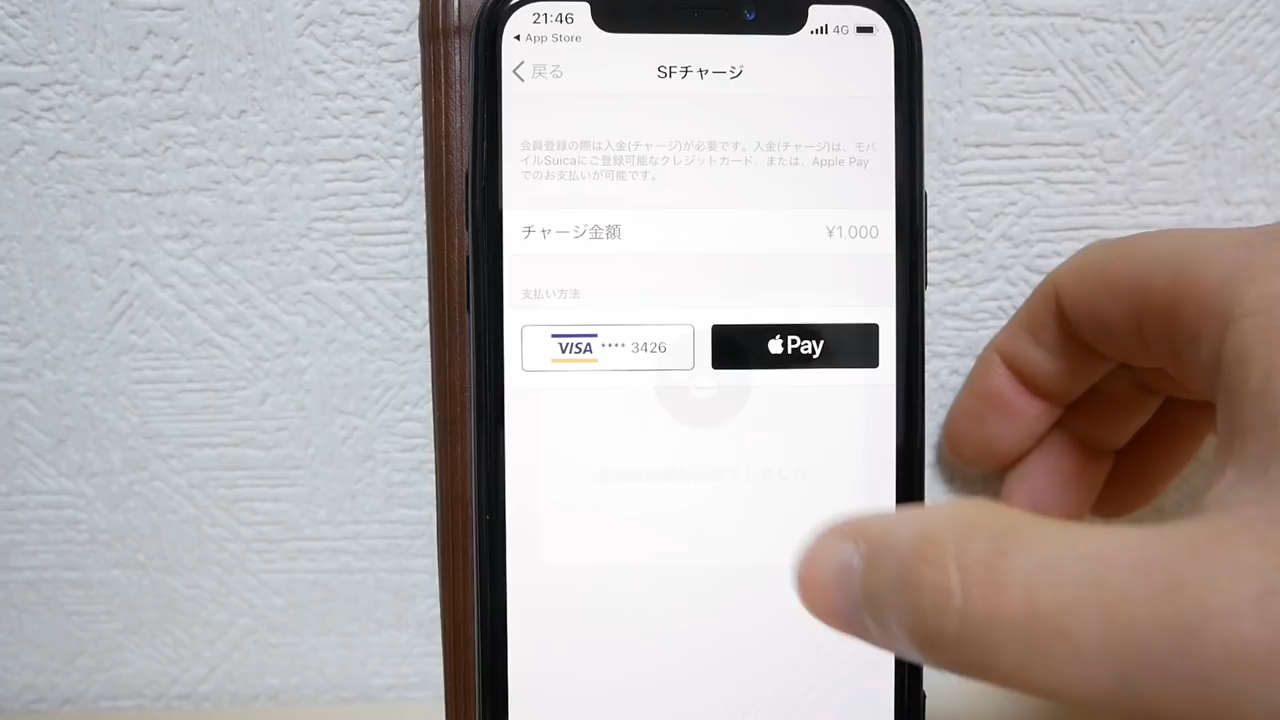 21:46
4G
◀ App Store
戻る
SFチャージ
会員登録の際は入金(チャージ)が必要です。入金(チャージ)は、モバ
イルSuicaにご登録可能なクレジットカード、または、Apple Pay
でのお支払いが可能です。
チャージ金額
¥1,000
支払い方法
VISA **** 3426
Pay